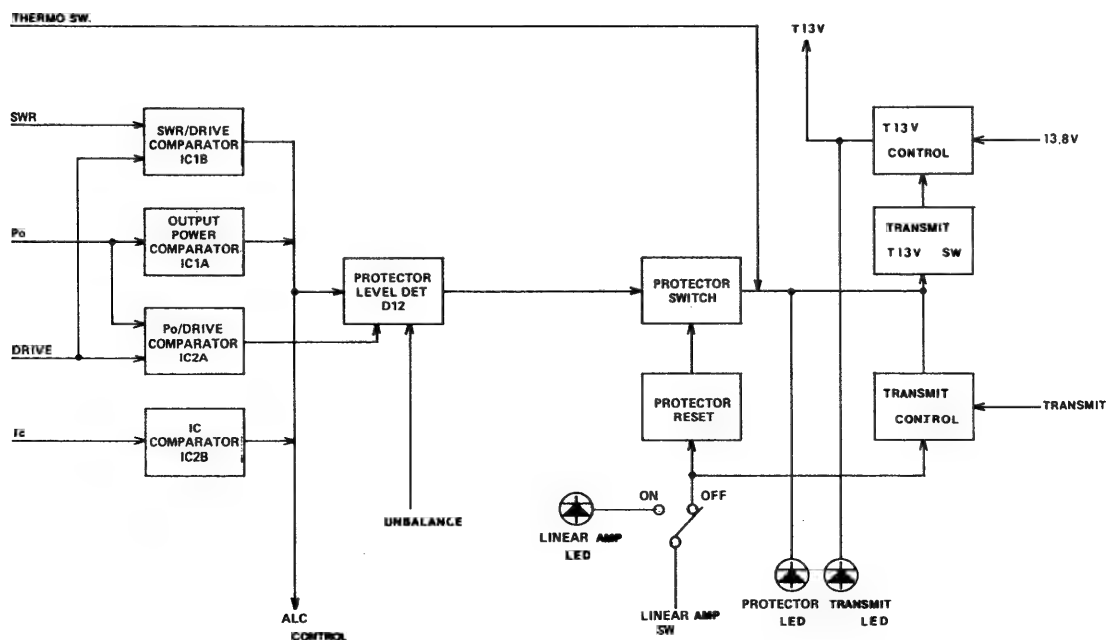 THERMO SW.
T13V
SWR
SWR/DRIVE
COMPARATOR
IC1B
T13V
CONTROL
13.8V
OUTPUT
POWER
COMPARATOR
IC1A
Po
TRANSMIT
T13V SW
PROTECTOR
LEVEL DET
D12
PROTECTOR
SWITCH
Po/DRIVE
COMPARATOR
IC2A
DRIVE
PROTECTOR
RESET
TRANSMIT
CONTROL
TRANSMIT
Ic
IC
COMPARATOR
IC2B
UNBALANCE
ON
OFF
LINEAR AMP
LED
LINEAR AMP
SW
PROTECTOR
LED
TRANSMIT
LED
ALC
CONTROL